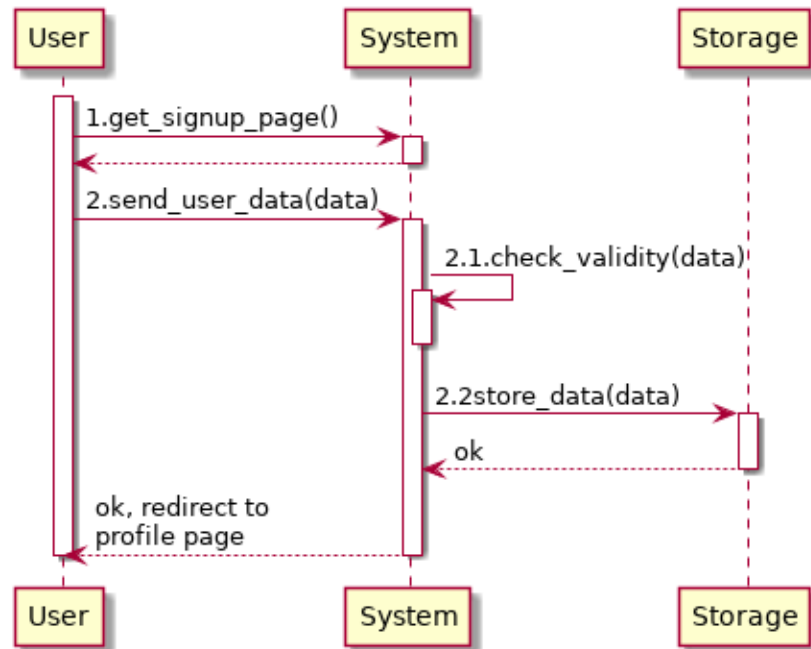 User
System
Storage
1.get_signup_page()
2.send_user_data(data)
2.1.check_validity(data)
2.2store_data(data)
ok
ok, redirect to
profile page
User
System
Storage